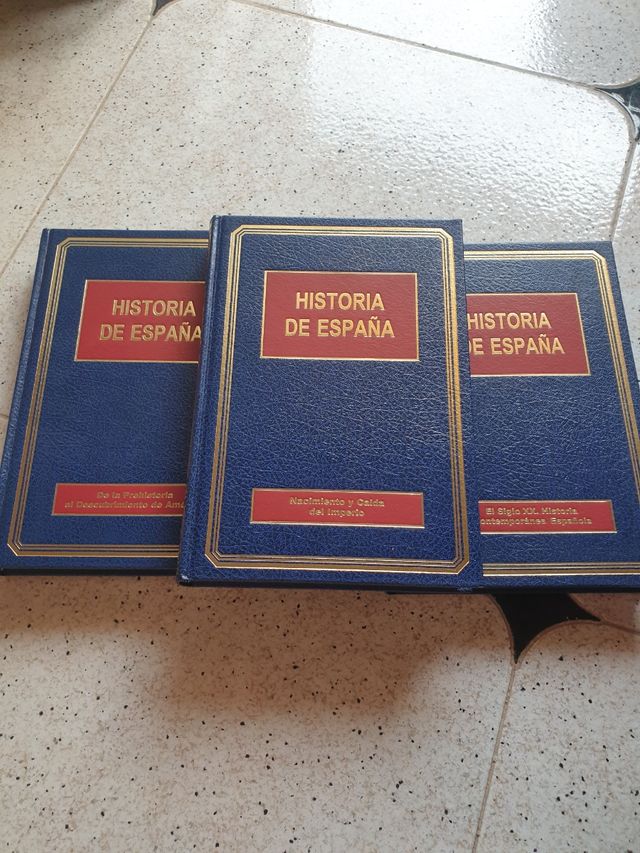 HISTORIA
DE ESPAÑA
De la Prehistoria
al Descubrimiento de
HISTORIA
DE ESPAÑA
Nacimiento y Caída
del Imperio
HISTORIA
DE ESPAÑA
El Siglo XX. Historia
Contemporánea Española